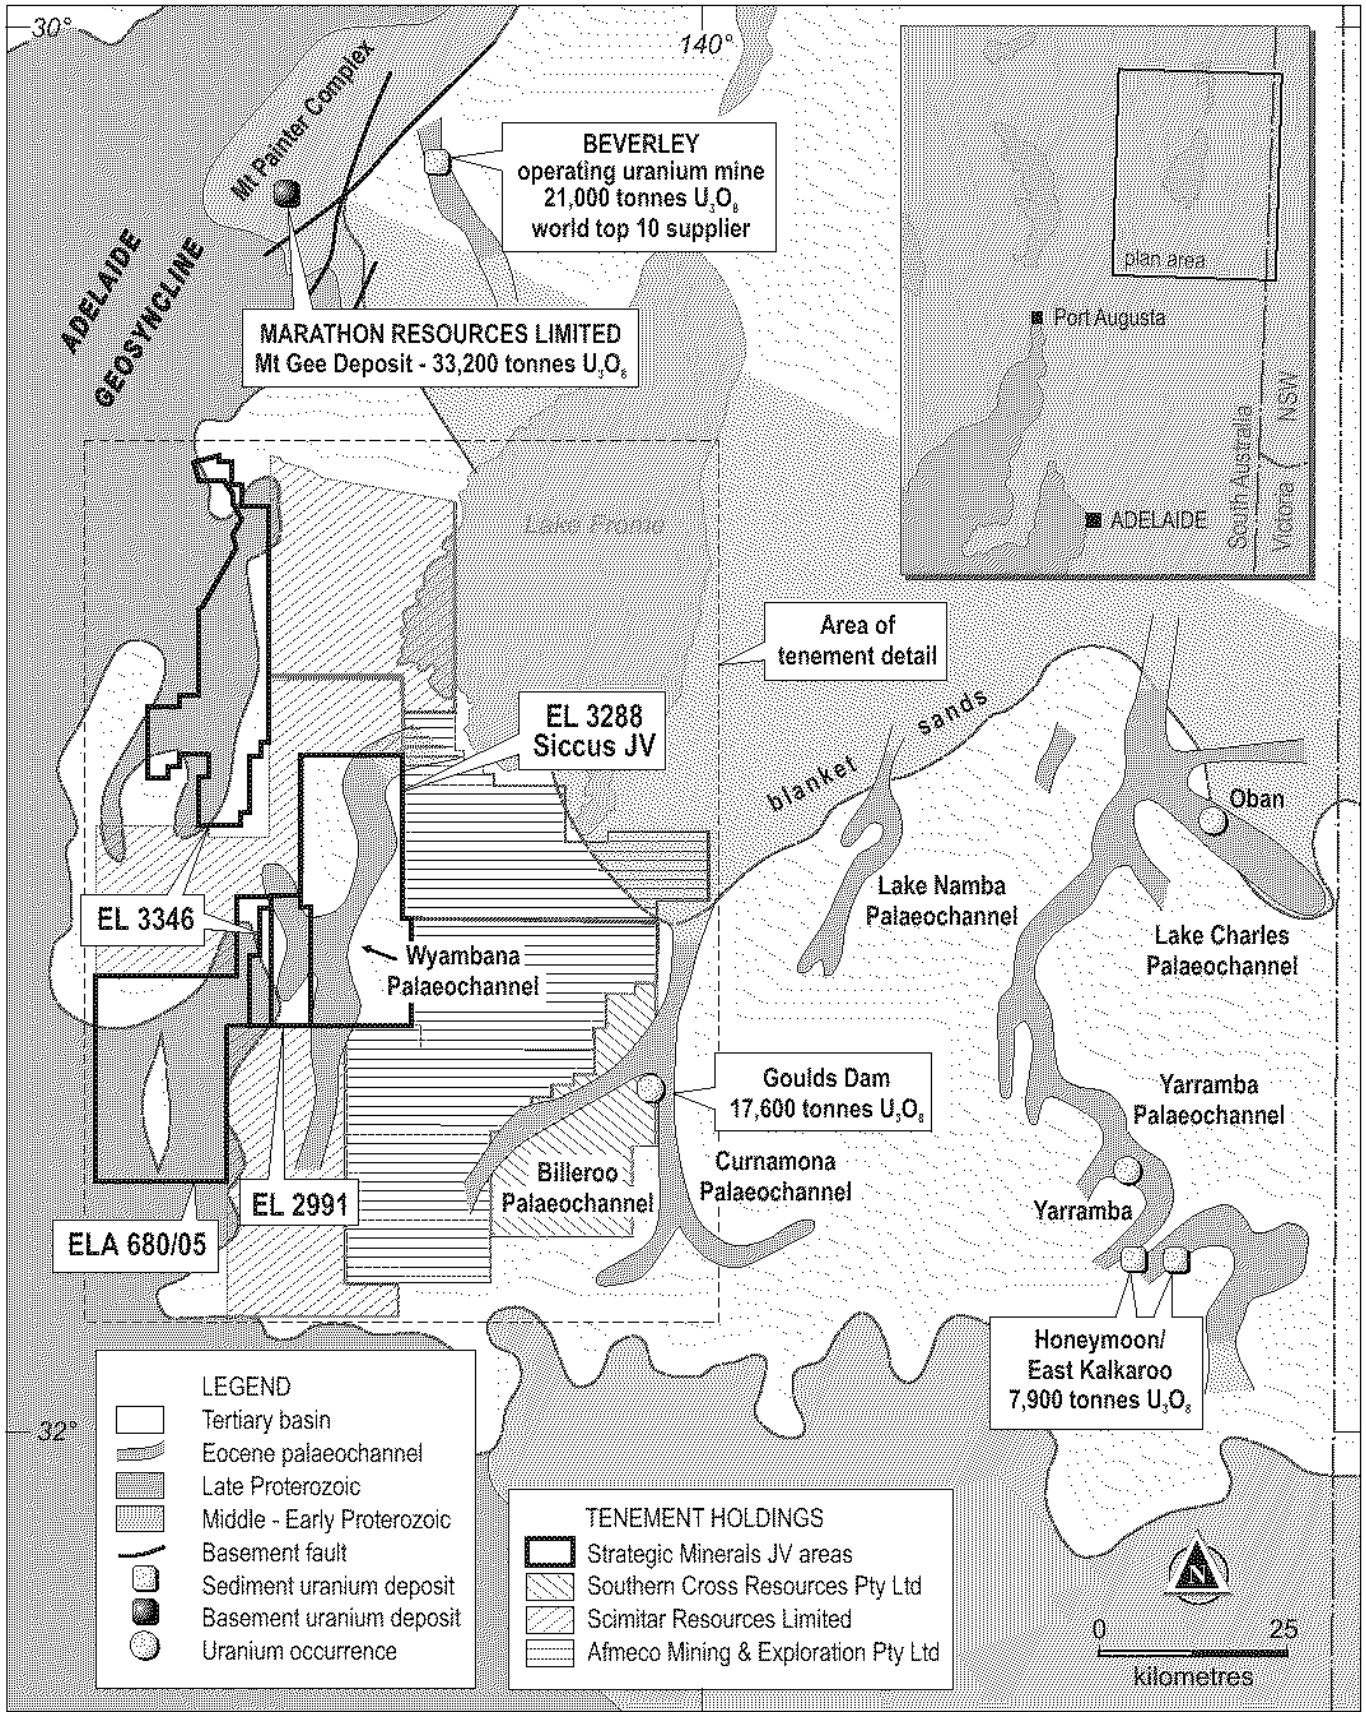 30°
140°
Mt Painter Complex
BEVERLEY
operating uranium mine
21,000 tonnes U₃O₈
world top 10 supplier
plan area
ADELAIDE
GEOSYNCLINE
Port Augusta
MARATHON RESOURCES LIMITED
Mt Gee Deposit - 33,200 tonnes U₃O₈
South Australia
NSW
Victoria
ADELAIDE
Lake Frome
Area of
tenement detail
EL 3288
Siccus JV
blanket sands
Oban
Lake Namba
Palaeochannel
EL 3346
Wyambana
Palaeochannel
Lake Charles
Palaeochannel
Goulds Dam
17,600 tonnes U₃O₈
Yarramba
Palaeochannel
Billeroo
Palaeochannel
Curnamona
Palaeochannel
EL 2991
Yarramba
ELA 680/05
Honeymoon/
East Kalkaroo
7,900 tonnes U₃O₈
32°
LEGEND
Tertiary basin
Eocene palaeochannel
Late Proterozoic
Middle - Early Proterozoic
Basement fault
Sediment uranium deposit
Basement uranium deposit
Uranium occurrence
TENEMENT HOLDINGS
Strategic Minerals JV areas
Southern Cross Resources Pty Ltd
Scimitar Resources Limited
Afmeco Mining & Exploration Pty Ltd
N
0 25
kilometres